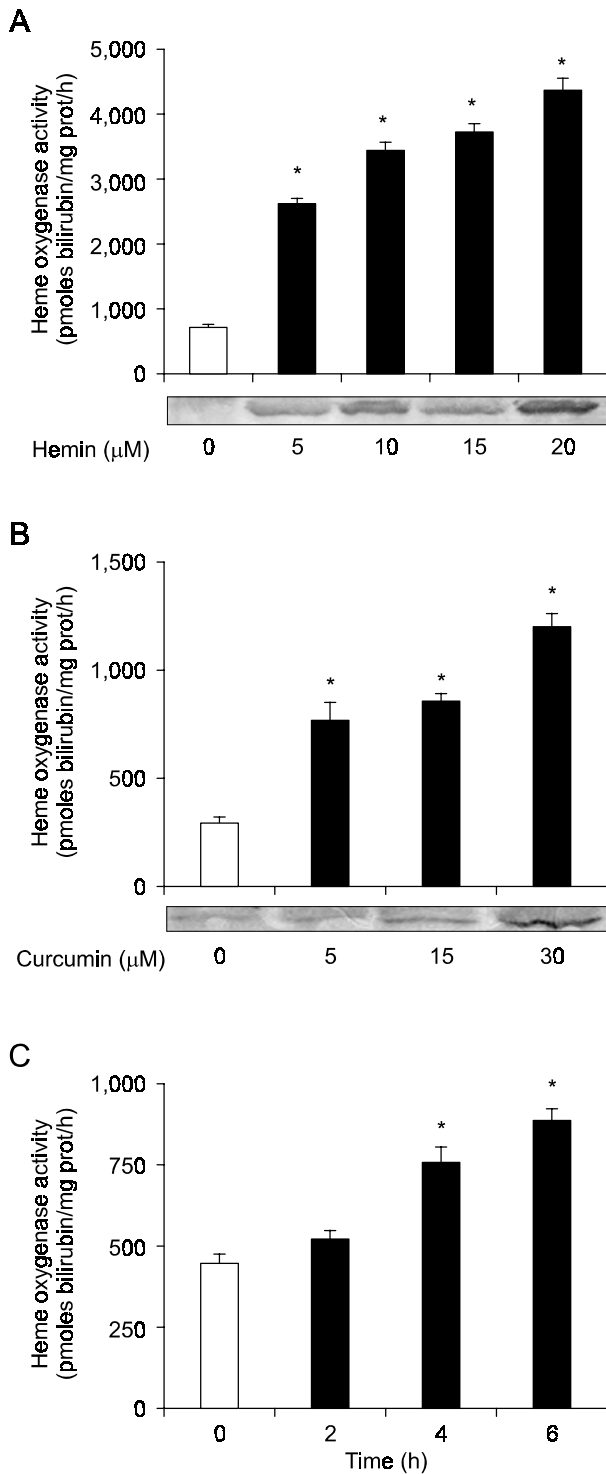 A
Heme oxygenase activity
(pmoles bilirubin/mg prot/h)
5,000
4,000
3,000
2,000
1,000
0
*
*
*
*
Hemin (μM)
0 5 10 15 20
B
Heme oxygenase activity
(pmoles bilirubin/mg prot/h)
1,500
1,000
500
0
*
*
*
Curcumin (μM)
0 5 15 30
C
Heme oxygenase activity
(pmoles bilirubin/mg prot/h)
1,000
750
500
250
0
*
*
0 2 4 6
Time (h)